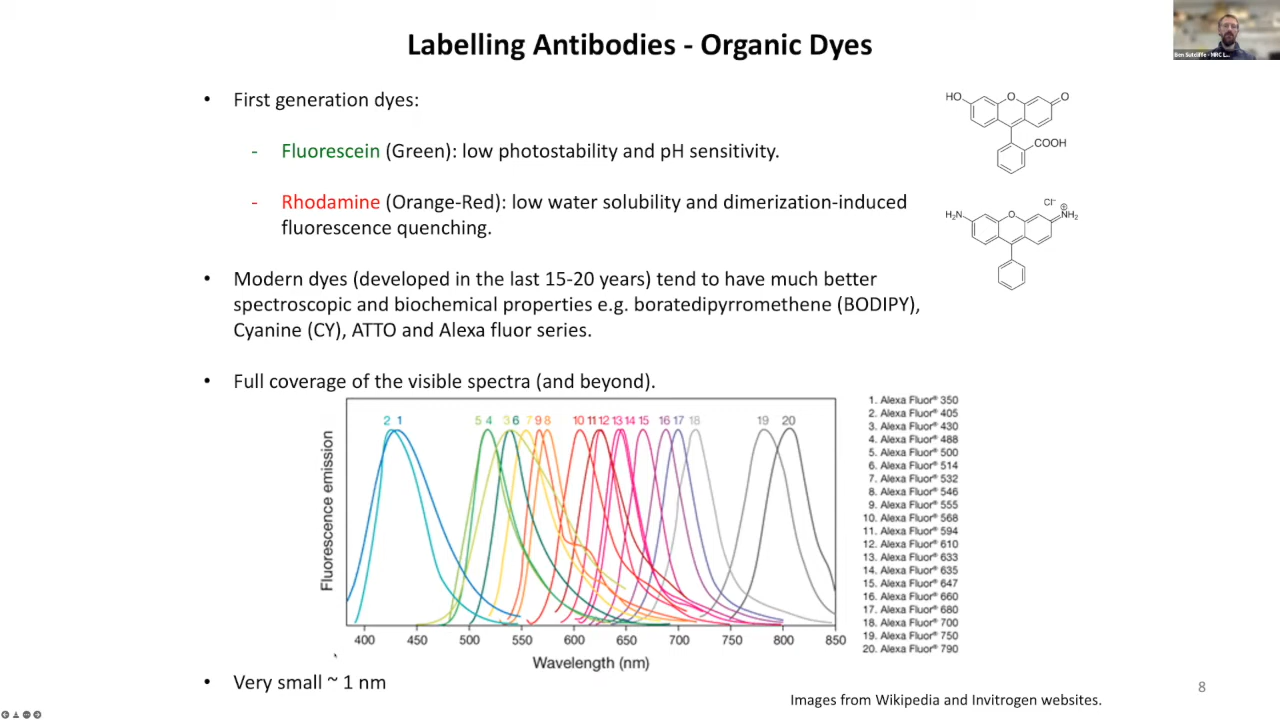 Labelling Antibodies - Organic Dyes
• First generation dyes:
- Fluorescein (Green): low photostability and pH sensitivity.
- Rhodamine (Orange-Red): low water solubility and dimerization-induced
fluorescence quenching.
• Modern dyes (developed in the last 15-20 years) tend to have much better
spectroscopic and biochemical properties e.g. boratedipyrromethene (BODIPY),
Cyanine (CY), ATTO and Alexa fluor series.
• Full coverage of the visible spectra (and beyond).
HO O O
COOH
Cl⁻
H₂N O ⊕NH₂
2 1 5 4 3 6 7 9 8 10 11 12 13 14 15 16 17 18 19 20
Fluorescence emission
400 450 500 550 600 650 700 750 800 850
Wavelength (nm)
1. Alexa Fluor® 350
2. Alexa Fluor® 405
3. Alexa Fluor® 430
4. Alexa Fluor® 488
5. Alexa Fluor® 500
6. Alexa Fluor® 514
7. Alexa Fluor® 532
8. Alexa Fluor® 546
9. Alexa Fluor® 555
10. Alexa Fluor® 568
11. Alexa Fluor® 594
12. Alexa Fluor® 610
13. Alexa Fluor® 633
14. Alexa Fluor® 635
15. Alexa Fluor® 647
16. Alexa Fluor® 660
17. Alexa Fluor® 680
18. Alexa Fluor® 700
19. Alexa Fluor® 750
20. Alexa Fluor® 790
• Very small ~ 1 nm
Images from Wikipedia and Invitrogen websites.
8
Ben Sutcliffe - MRC L...